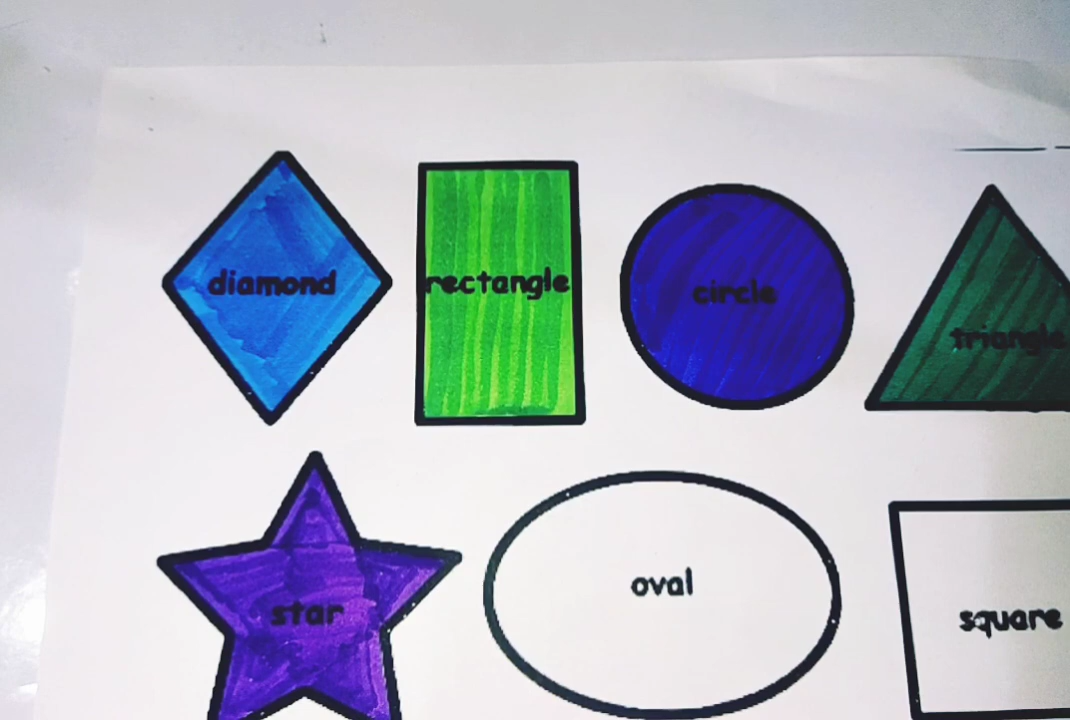 diamond
rectangle
circle
triangle
star
oval
square